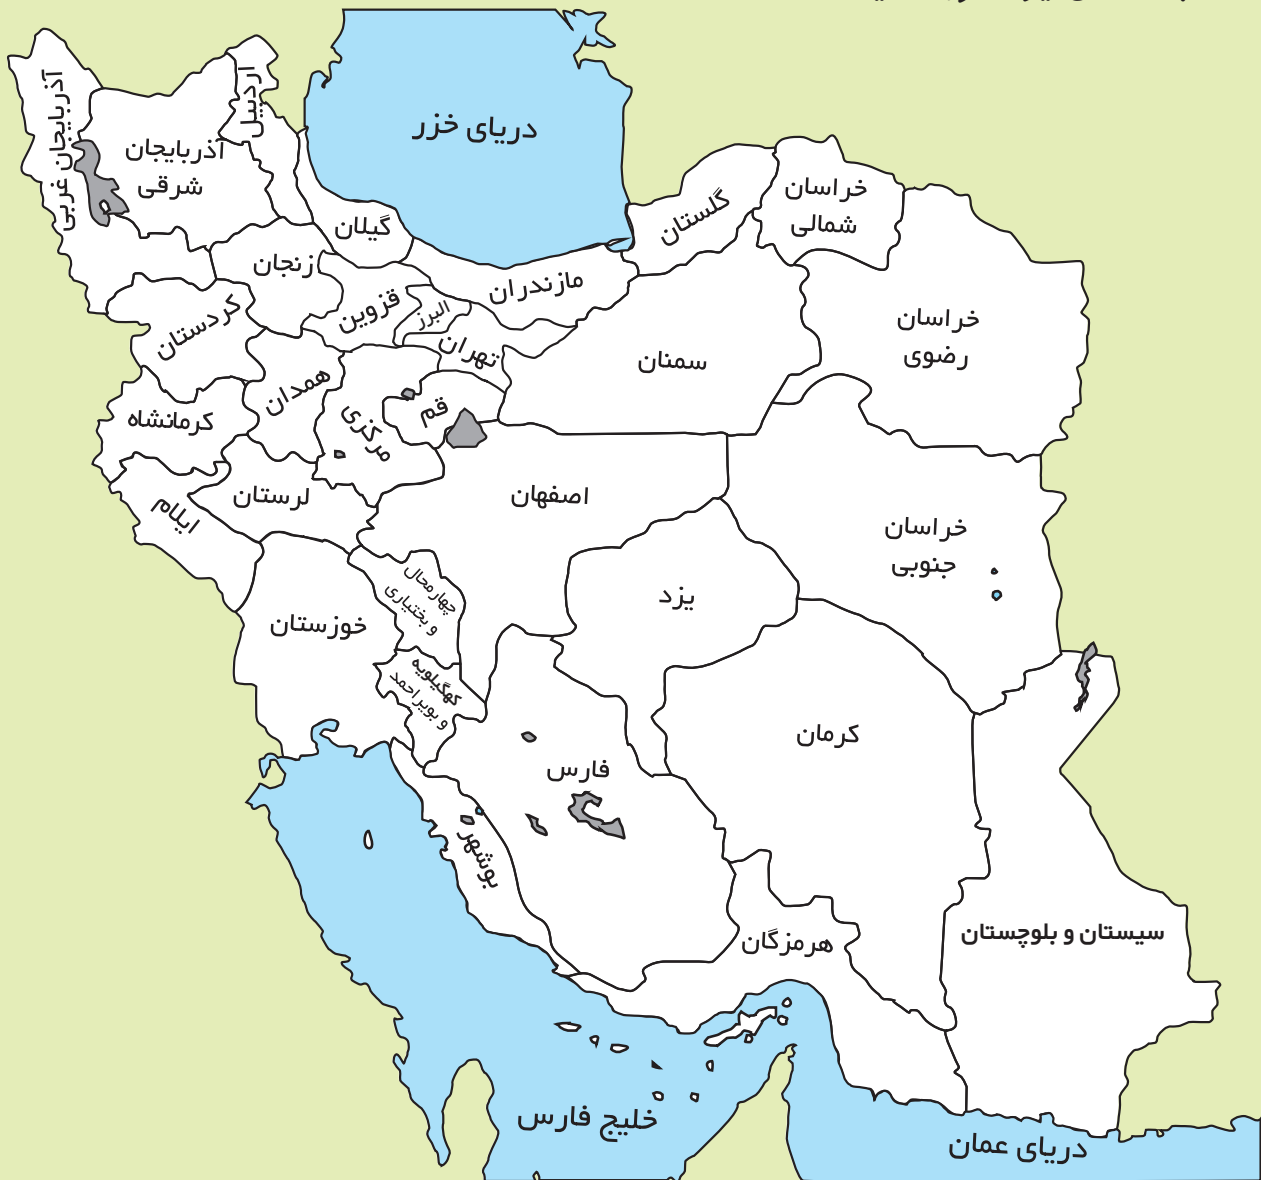 دریای خزر
آذربایجان غربی
آذربایجان
شرقی
اردبیل
گیلان
زنجان
کردستان
قزوین
البرز
مازندران
گلستان
خراسان
شمالی
خراسان
رضوی
سمنان
تهران
قم
مرکزی
همدان
کرمانشاه
ایلام
لرستان
اصفهان
خراسان
جنوبی
یزد
چهارمحال
و بختیاری
خوزستان
کهگیلویه
و بویراحمد
کرمان
فارس
بوشهر
هرمزگان
سیستان و بلوچستان
خلیج فارس
دریای عمان